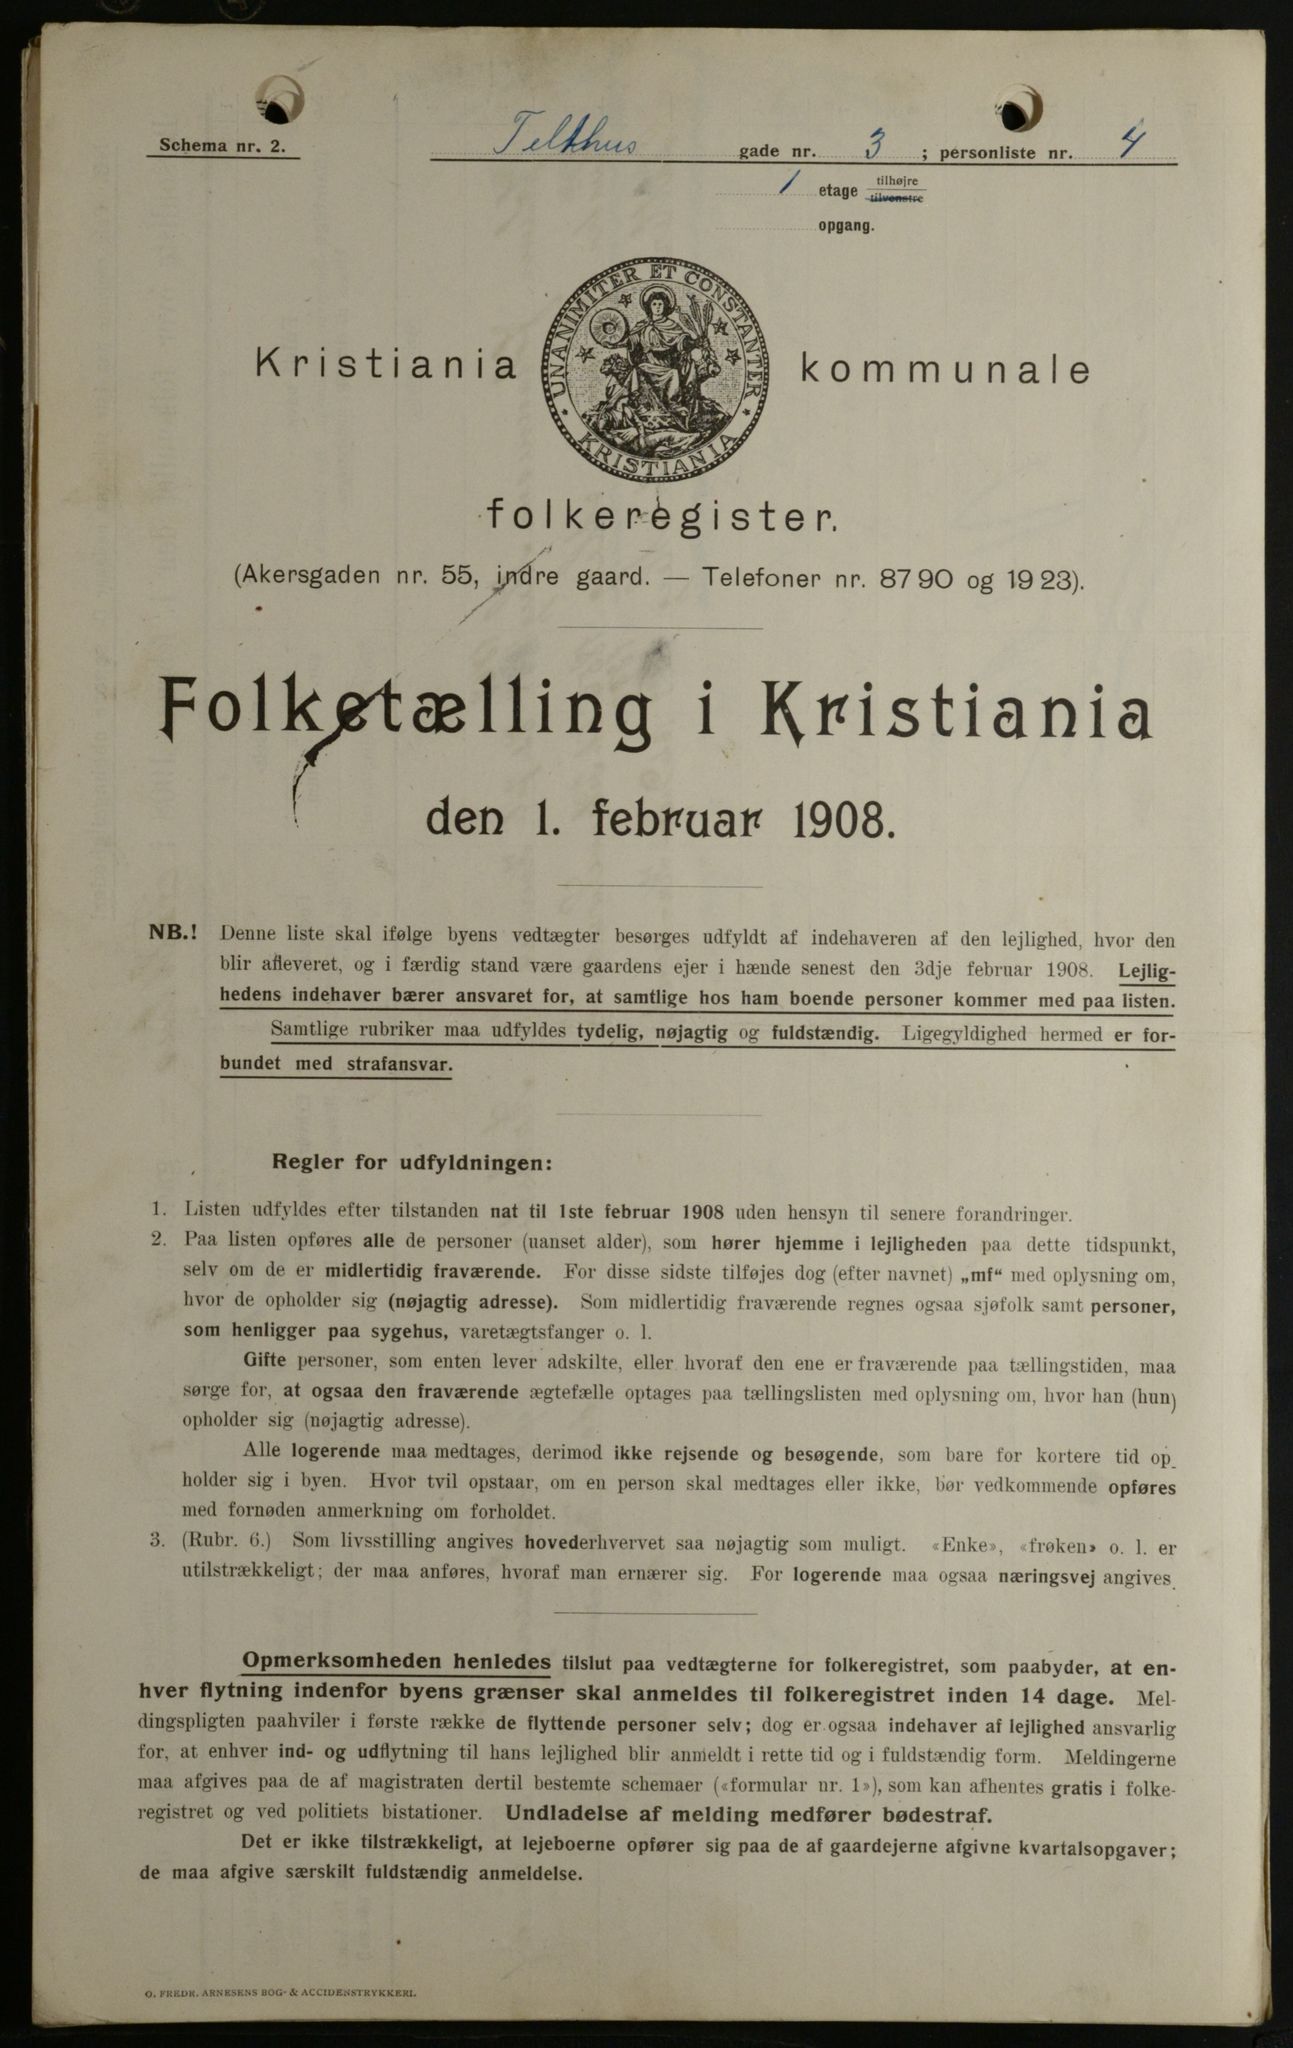 Schema nr. 2.
Telthus gade nr. 3 ; personliste nr. 4
1 etage tilhøjre
tilvenstre
opgang.
UNANIMITER ET CONSTANTER
KRISTIANIA
Kristiania kommunale
folkeregister.
(Akersgaden nr. 55, indre gaard. — Telefoner nr. 87 90 og 19 23).
Folketælling i Kristiania
den 1. februar 1908.
NB.! Denne liste skal ifølge byens vedtægter besørges udfyldt af indehaveren af den lejlighed, hvor den
blir afleveret, og i færdig stand være gaardens ejer i hænde senest den 3dje februar 1908. Lejlig-
hedens indehaver bærer ansvaret for, at samtlige hos ham boende personer kommer med paa listen.
Samtlige rubriker maa udfyldes tydelig, nøjagtig og fuldstændig. Ligegyldighed hermed er for-
bundet med strafansvar.
Regler for udfyldningen:
1. Listen udfyldes efter tilstanden nat til 1ste februar 1908 uden hensyn til senere forandringer.
2. Paa listen opføres alle de personer (uanset alder), som hører hjemme i lejligheden paa dette tidspunkt,
selv om de er midlertidig fraværende. For disse sidste tilføjes dog (efter navnet) „mf“ med oplysning om,
hvor de opholder sig (nøjagtig adresse). Som midlertidig fraværende regnes ogsaa sjøfolk samt personer,
som henligger paa sygehus, varetægtsfanger o. l.
Gifte personer, som enten lever adskilte, eller hvoraf den ene er fraværende paa tællingstiden, maa
sørge for, at ogsaa den fraværende ægtefælle optages paa tællingslisten med oplysning om, hvor han (hun)
opholder sig (nøjagtig adresse).
Alle logerende maa medtages, derimod ikke rejsende og besøgende, som bare for kortere tid op-
holder sig i byen. Hvor tvil opstaar, om en person skal medtages eller ikke, bør vedkommende opføres
med fornøden anmerkning om forholdet.
3. (Rubr. 6.) Som livsstilling angives hovederhvervet saa nøjagtig som muligt. «Enke», «frøken» o. l. er
utilstrækkeligt; der maa anføres, hvoraf man ernærer sig. For logerende maa ogsaa næringsvej angives.
Opmerksomheden henledes tilslut paa vedtægterne for folkeregistret, som paabyder, at en-
hver flytning indenfor byens grænser skal anmeldes til folkeregistret inden 14 dage. Mel-
dingspligten paahviler i første række de flyttende personer selv; dog er ogsaa indehaver af lejlighed ansvarlig
for, at enhver ind- og udflytning til hans lejlighed blir anmeldt i rette tid og i fuldstændig form. Meldingerne
maa afgives paa de af magistraten dertil bestemte schemaer («formular nr. 1»), som kan afhentes gratis i folke-
registret og ved politiets bistationer. Undladelse af melding medfører bødestraf.
Det er ikke tilstrækkeligt, at lejeboerne opfører sig paa de af gaardejerne afgivne kvartalsopgaver;
de maa afgive særskilt fuldstændig anmeldelse.
O. FREDR. ARNESENS BOG- & ACCIDENSTRYKKERI.